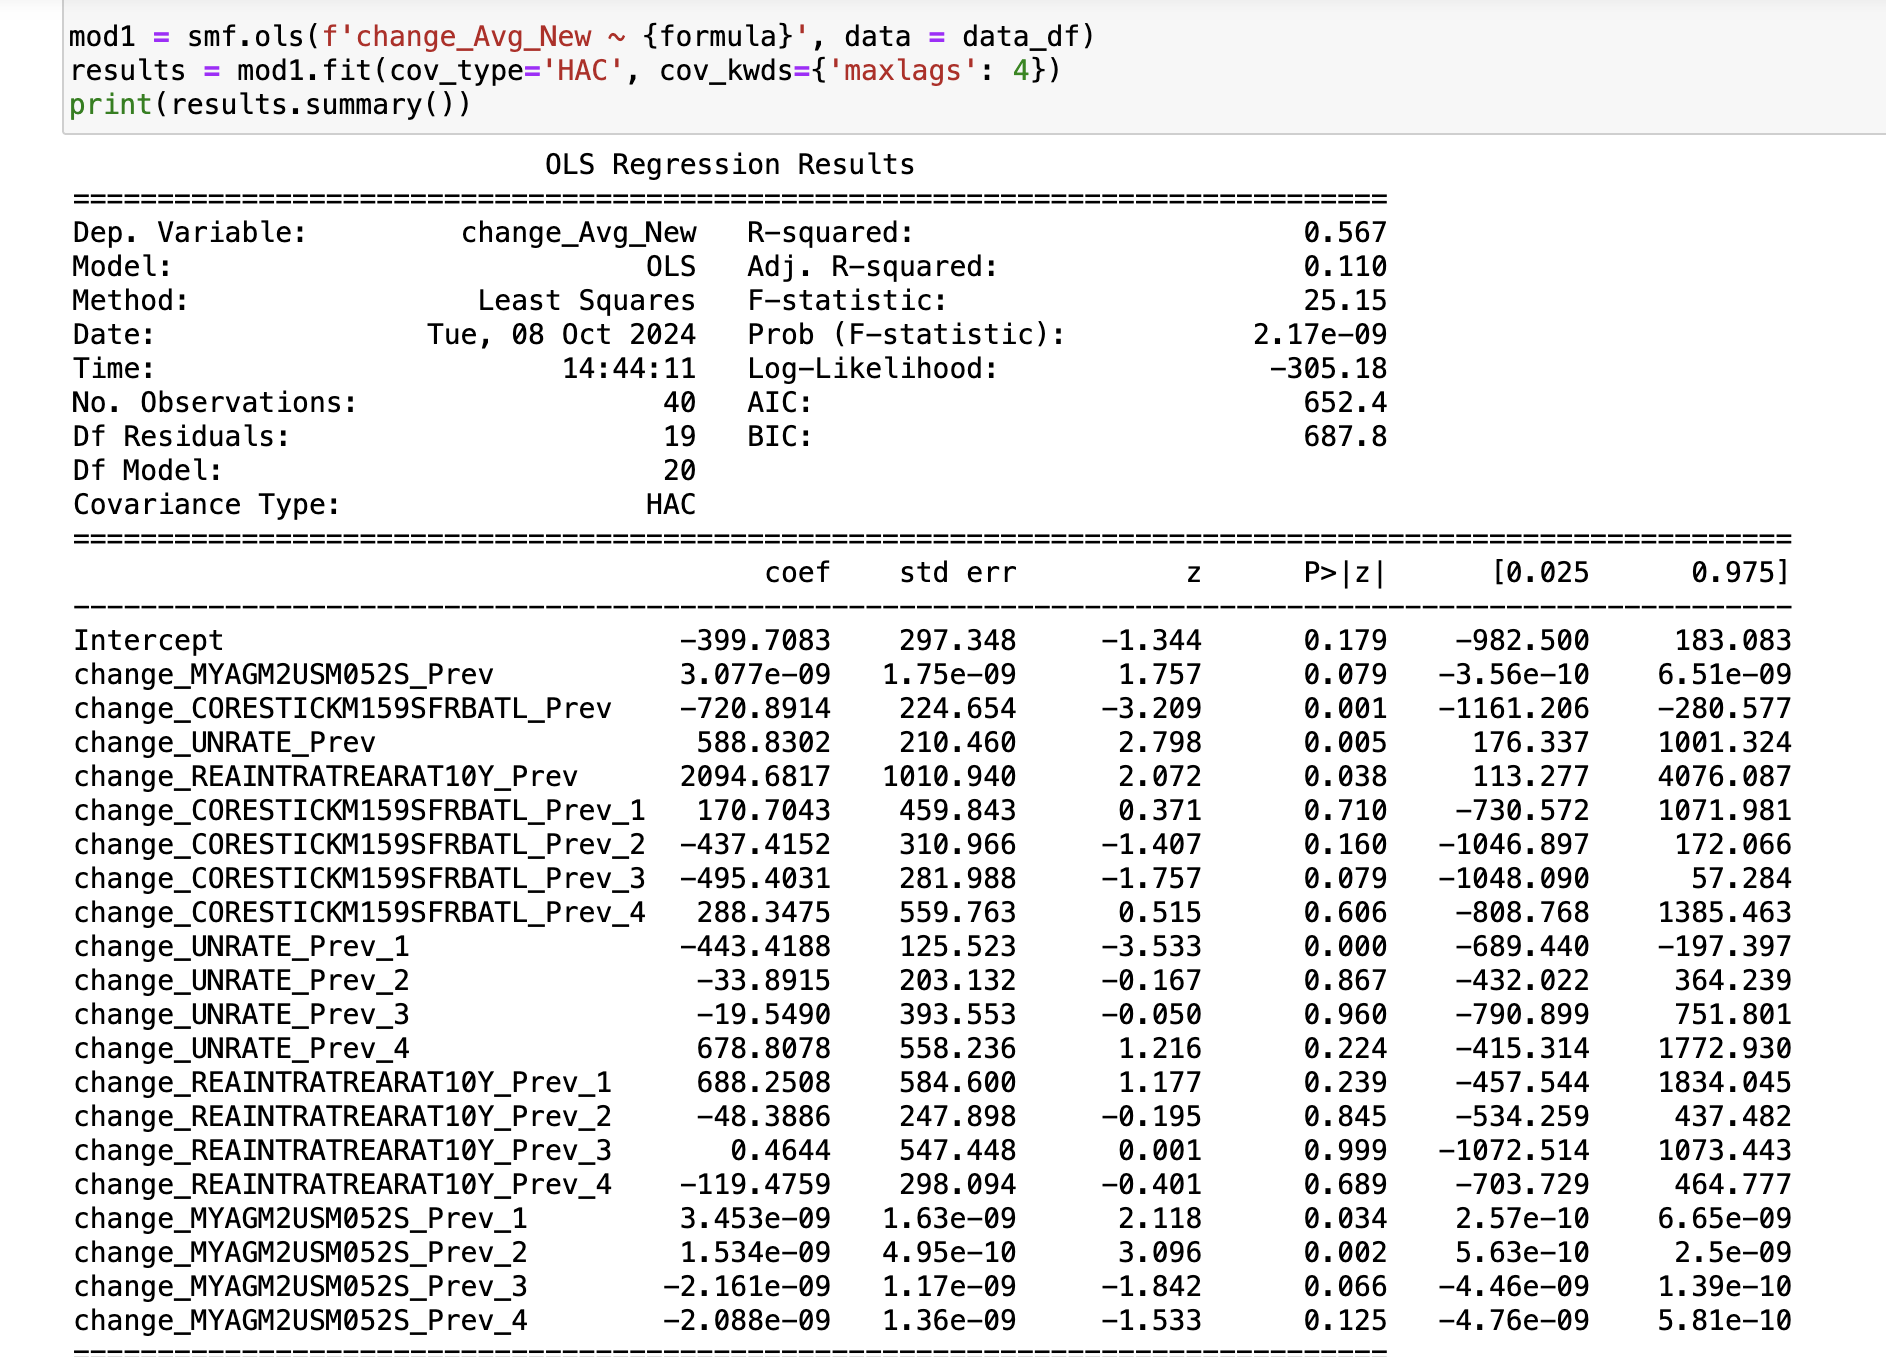 mod1 = smf.ols(f'change_Avg_New ~ {formula}', data = data_df)
results = mod1.fit(cov_type='HAC', cov_kwds={'maxlags': 4})
print(results.summary())
OLS Regression Results
==============================================================================
Dep. Variable: change_Avg_New R-squared: 0.567
Model: OLS Adj. R-squared: 0.110
Method: Least Squares F-statistic: 25.15
Date: Tue, 08 Oct 2024 Prob (F-statistic): 2.17e-09
Time: 14:44:11 Log-Likelihood: -305.18
No. Observations: 40 AIC: 652.4
Df Residuals: 19 BIC: 687.8
Df Model: 20
Covariance Type: HAC
======================================================================================================
coef std err z P>|z| [0.025 0.975]
------------------------------------------------------------------------------------------------------
Intercept -399.7083 297.348 -1.344 0.179 -982.500 183.083
change_MYAGM2USM052S_Prev 3.077e-09 1.75e-09 1.757 0.079 -3.56e-10 6.51e-09
change_CORESTICKM159SFRBATL_Prev -720.8914 224.654 -3.209 0.001 -1161.206 -280.577
change_UNRATE_Prev 588.8302 210.460 2.798 0.005 176.337 1001.324
change_REAINTRATREARAT10Y_Prev 2094.6817 1010.940 2.072 0.038 113.277 4076.087
change_CORESTICKM159SFRBATL_Prev_1 170.7043 459.843 0.371 0.710 -730.572 1071.981
change_CORESTICKM159SFRBATL_Prev_2 -437.4152 310.966 -1.407 0.160 -1046.897 172.066
change_CORESTICKM159SFRBATL_Prev_3 -495.4031 281.988 -1.757 0.079 -1048.090 57.284
change_CORESTICKM159SFRBATL_Prev_4 288.3475 559.763 0.515 0.606 -808.768 1385.463
change_UNRATE_Prev_1 -443.4188 125.523 -3.533 0.000 -689.440 -197.397
change_UNRATE_Prev_2 -33.8915 203.132 -0.167 0.867 -432.022 364.239
change_UNRATE_Prev_3 -19.5490 393.553 -0.050 0.960 -790.899 751.801
change_UNRATE_Prev_4 678.8078 558.236 1.216 0.224 -415.314 1772.930
change_REAINTRATREARAT10Y_Prev_1 688.2508 584.600 1.177 0.239 -457.544 1834.045
change_REAINTRATREARAT10Y_Prev_2 -48.3886 247.898 -0.195 0.845 -534.259 437.482
change_REAINTRATREARAT10Y_Prev_3 0.4644 547.448 0.001 0.999 -1072.514 1073.443
change_REAINTRATREARAT10Y_Prev_4 -119.4759 298.094 -0.401 0.689 -703.729 464.777
change_MYAGM2USM052S_Prev_1 3.453e-09 1.63e-09 2.118 0.034 2.57e-10 6.65e-09
change_MYAGM2USM052S_Prev_2 1.534e-09 4.95e-10 3.096 0.002 5.63e-10 2.5e-09
change_MYAGM2USM052S_Prev_3 -2.161e-09 1.17e-09 -1.842 0.066 -4.46e-09 1.39e-10
change_MYAGM2USM052S_Prev_4 -2.088e-09 1.36e-09 -1.533 0.125 -4.76e-09 5.81e-10
==============================================================================